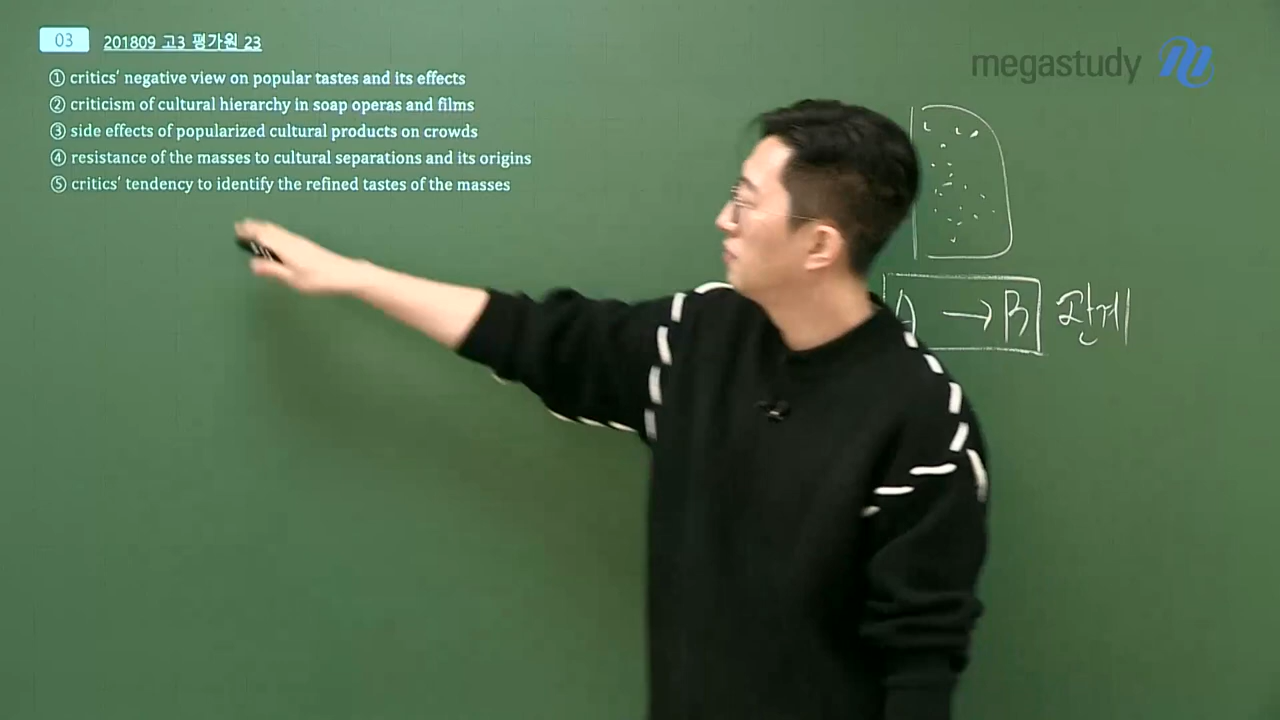 03 201809 고3 평가원 23
① critics' negative view on popular tastes and its effects
② criticism of cultural hierarchy in soap operas and films
③ side effects of popularized cultural products on crowds
④ resistance of the masses to cultural separations and its origins
⑤ critics' tendency to identify the refined tastes of the masses
megastudy
A → B 관계